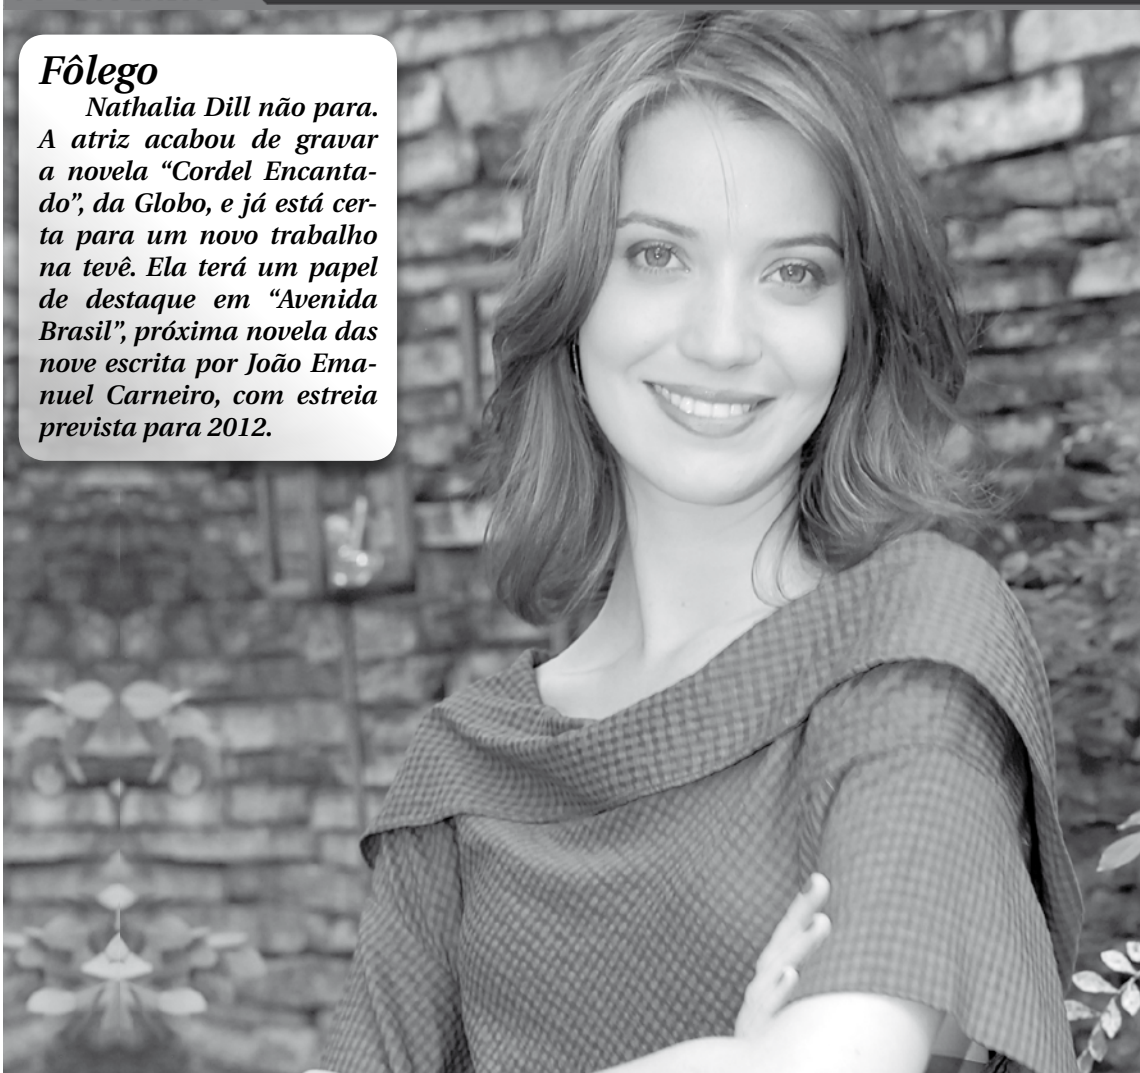 Fôlego
Nathalia Dill não para.
A atriz acabou de gravar
a novela “Cordel Encanta-
do”, da Globo, e já está cer-
ta para um novo trabalho
na tevê. Ela terá um papel
de destaque em “Avenida
Brasil”, próxima novela das
nove escrita por João Ema-
nuel Carneiro, com estreia
prevista para 2012.